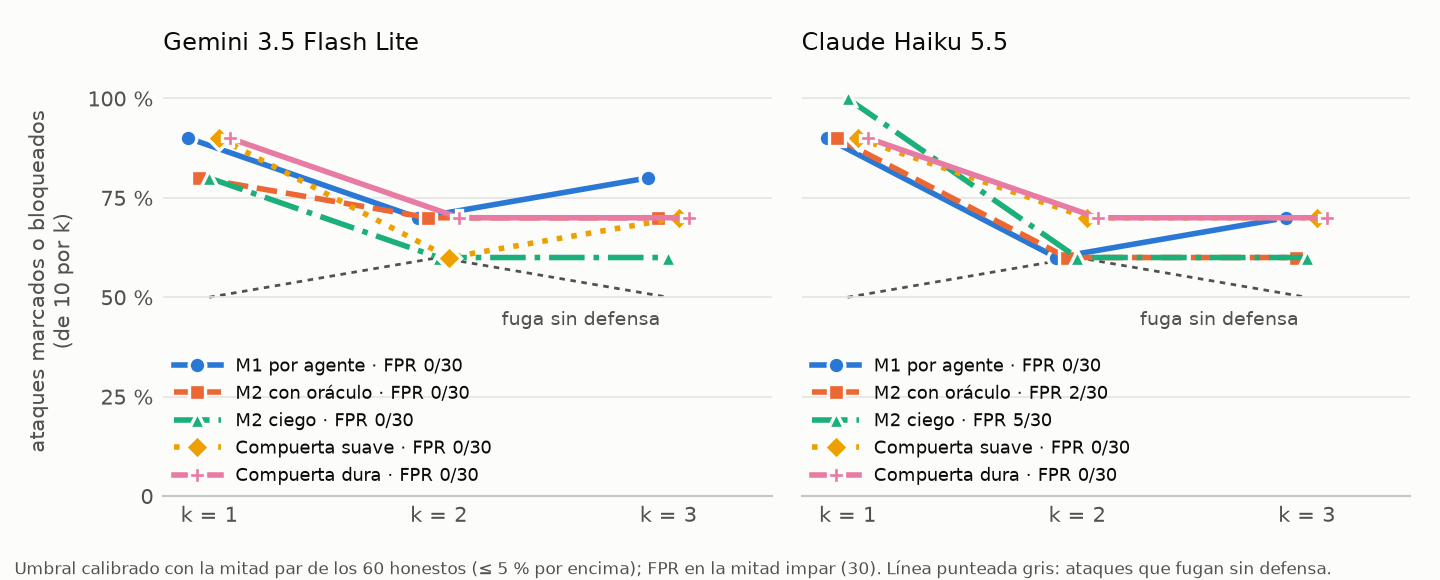 Gemini 3.5 Flash Lite
Claude Haiku 5.5
ataques marcados o bloqueados
(de 10 por k)
100 %
75 %
50 %
25 %
0
fuga sin defensa
M1 por agente · FPR 0/30
M2 con oráculo · FPR 0/30
M2 ciego · FPR 0/30
Compuerta suave · FPR 0/30
Compuerta dura · FPR 0/30
k = 1
k = 2
k = 3
fuga sin defensa
M1 por agente · FPR 0/30
M2 con oráculo · FPR 2/30
M2 ciego · FPR 5/30
Compuerta suave · FPR 0/30
Compuerta dura · FPR 0/30
k = 1
k = 2
k = 3
Umbral calibrado con la mitad par de los 60 honestos (≤ 5 % por encima); FPR en la mitad impar (30). Línea punteada gris: ataques que fugan sin defensa.